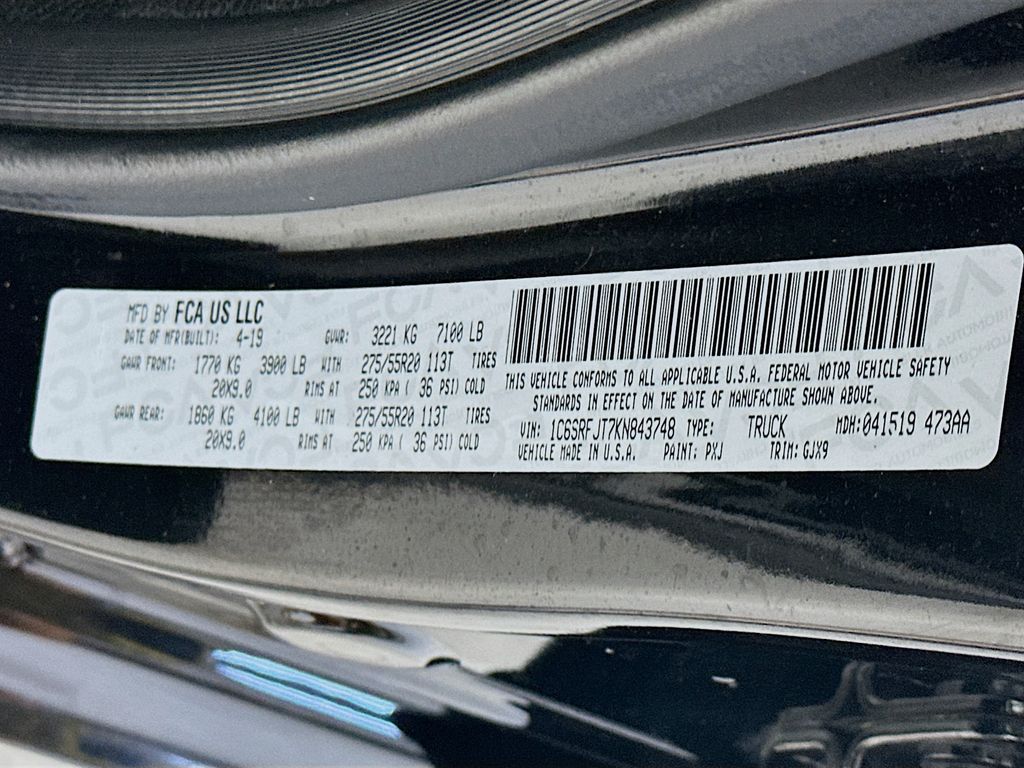 MFD BY FCA US LLC
DATE OF MFR(BUILT): 4-19 GVWR: 3221 KG 7100 LB
GAWR FRONT: 1770 KG 3900 LB WITH 275/55R20 113T TIRES
20X9.0 RIMS AT 250 KPA ( 36 PSI) COLD
GAWR REAR: 1860 KG 4100 LB WITH 275/55R20 113T TIRES
20X9.0 RIMS AT 250 KPA ( 36 PSI) COLD
THIS VEHICLE CONFORMS TO ALL APPLICABLE U.S.A. FEDERAL MOTOR VEHICLE SAFETY
STANDARDS IN EFFECT ON THE DATE OF MANUFACTURE SHOWN ABOVE.
VIN: 1C6SRFJT7KN843748 TYPE: TRUCK MDH: 041519 473AA
VEHICLE MADE IN U.S.A. PAINT: PXJ TRIM: GJX9